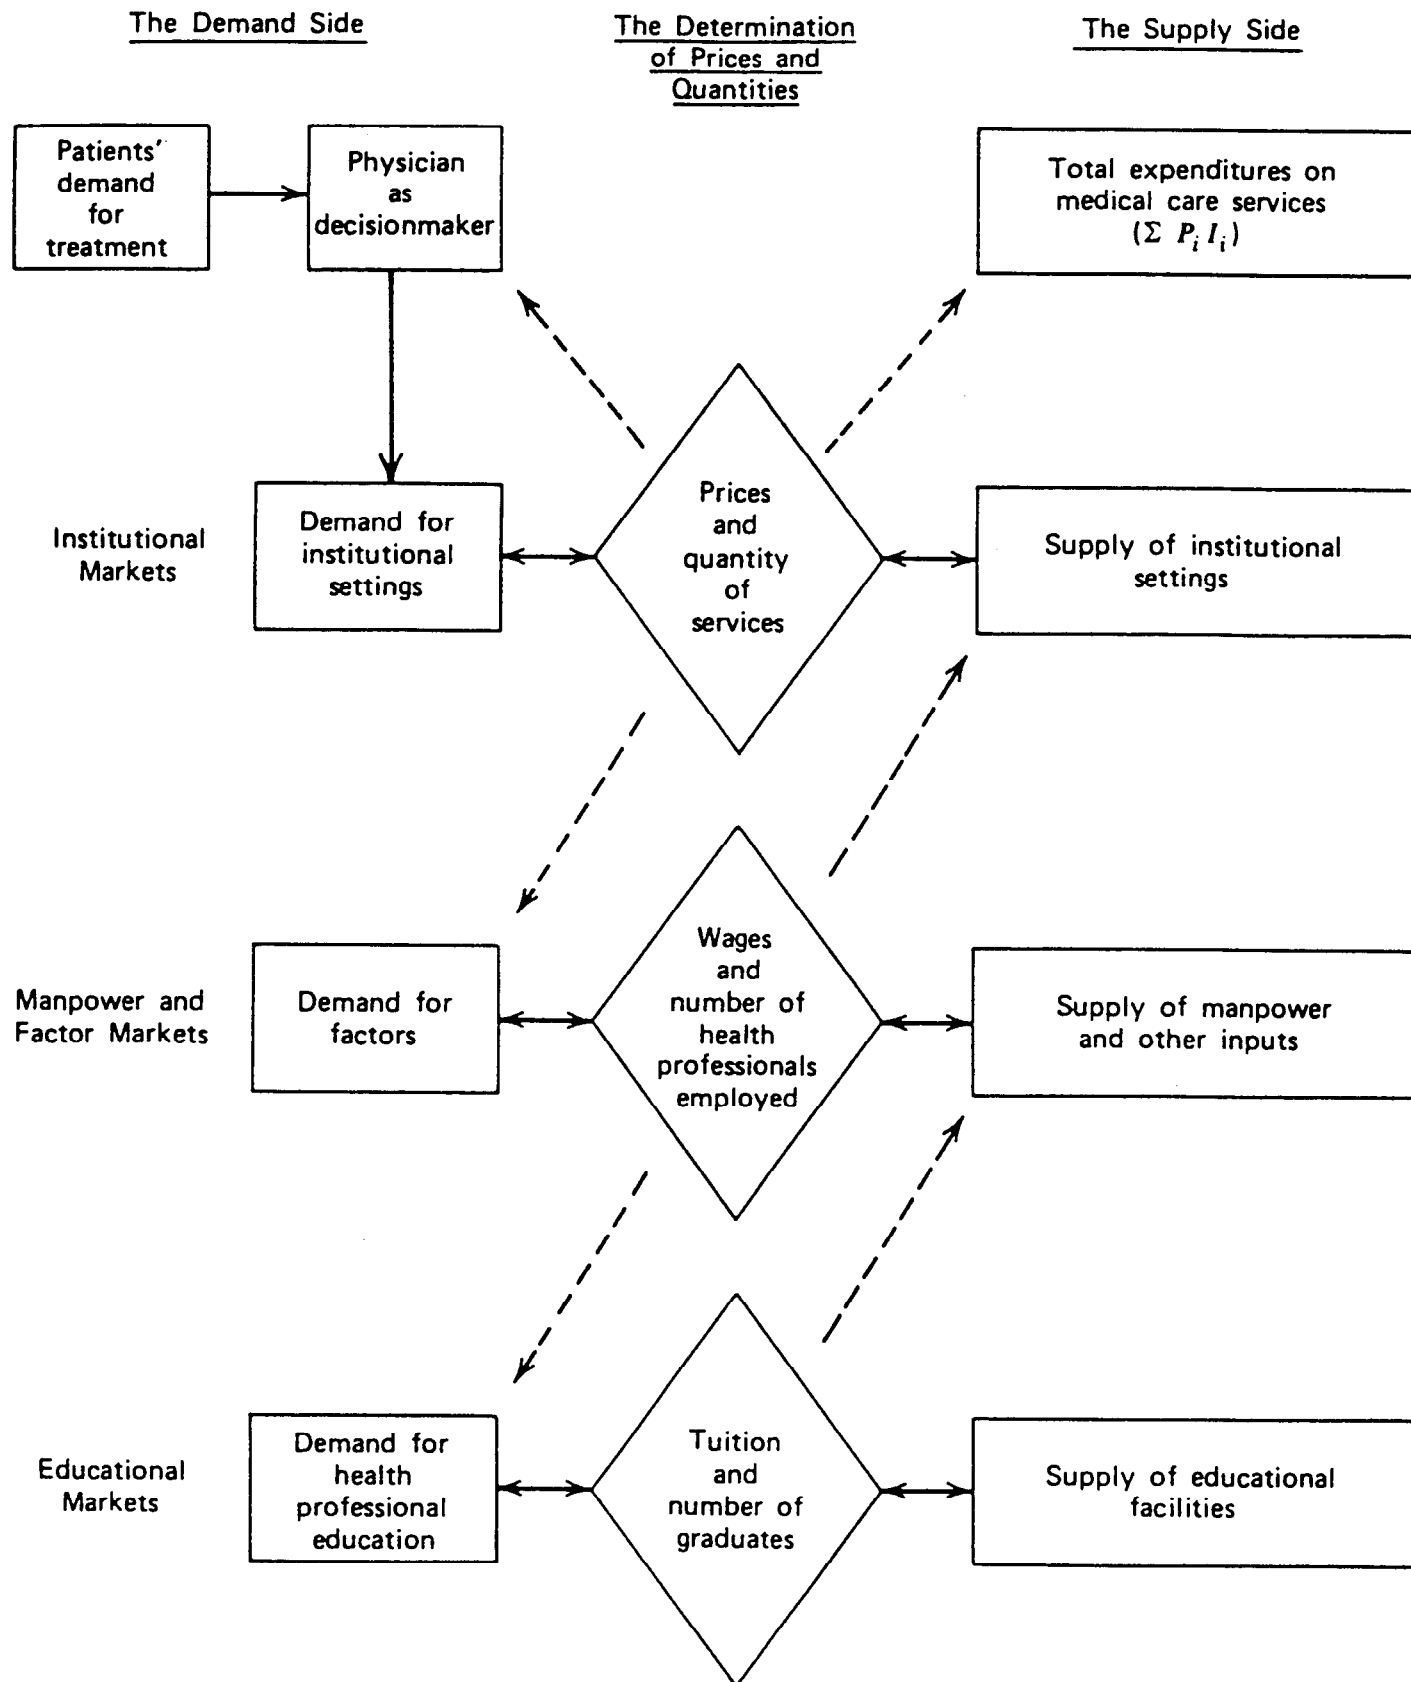 The Demand Side
The Determination
of Prices and
Quantities
The Supply Side
Patients'
demand
for
treatment
Physician
as
decisionmaker
Total expenditures on
medical care services
(Σ P_i I_i)
Institutional
Markets
Demand for
institutional
settings
Prices
and
quantity
of
services
Supply of institutional
settings
Manpower and
Factor Markets
Demand for
factors
Wages
and
number of
health
professionals
employed
Supply of manpower
and other inputs
Educational
Markets
Demand for
health
professional
education
Tuition
and
number of
graduates
Supply of educational
facilities